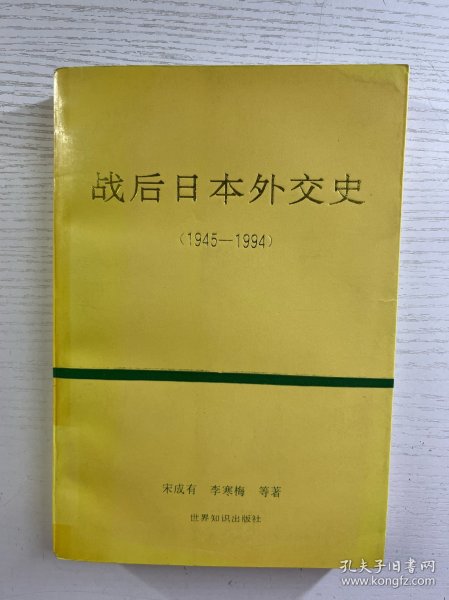 战后日本外交史
(1945—1994)
宋成有 李寒梅 等著
世界知识出版社
孔夫子旧书网
www.kongfz.com